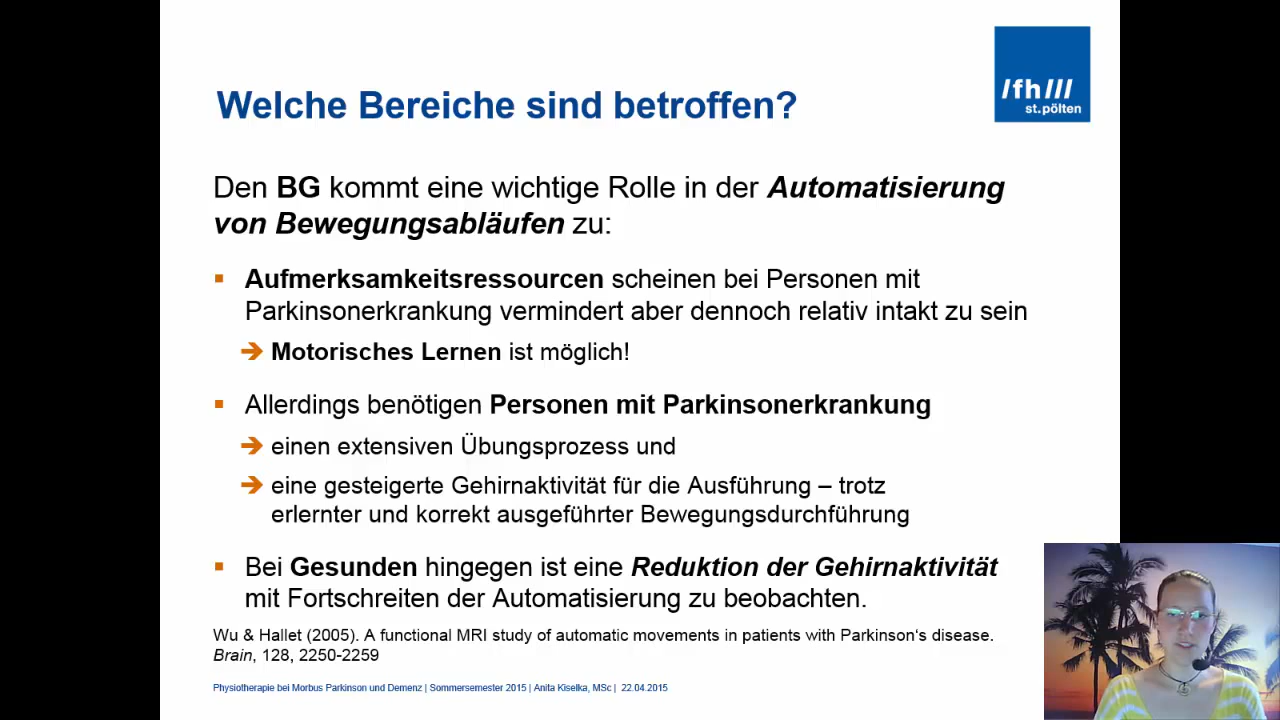 /fh///
st.pölten
Welche Bereiche sind betroffen?
Den BG kommt eine wichtige Rolle in der Automatisierung
von Bewegungsabläufen zu:
Aufmerksamkeitsressourcen scheinen bei Personen mit
Parkinsonerkrankung vermindert aber dennoch relativ intakt zu sein
➔ Motorisches Lernen ist möglich!
Allerdings benötigen Personen mit Parkinsonerkrankung
➔ einen extensiven Übungsprozess und
➔ eine gesteigerte Gehirnaktivität für die Ausführung – trotz
erlernter und korrekt ausgeführter Bewegungsdurchführung
Bei Gesunden hingegen ist eine Reduktion der Gehirnaktivität
mit Fortschreiten der Automatisierung zu beobachten.
Wu & Hallet (2005). A functional MRI study of automatic movements in patients with Parkinson's disease.
Brain, 128, 2250-2259
Physiotherapie bei Morbus Parkinson und Demenz | Sommersemester 2015 | Anita Kiselka, MSc | 22.04.2015